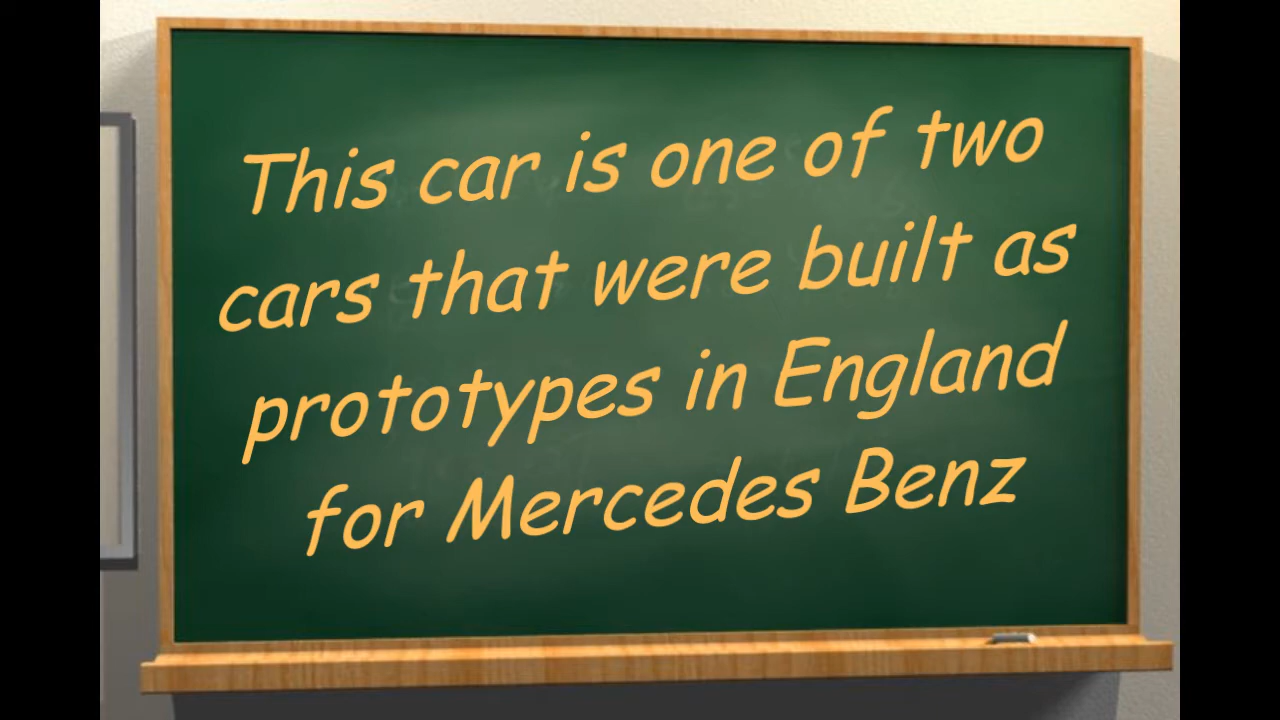 This car is one of two
cars that were built as
prototypes in England
for Mercedes Benz